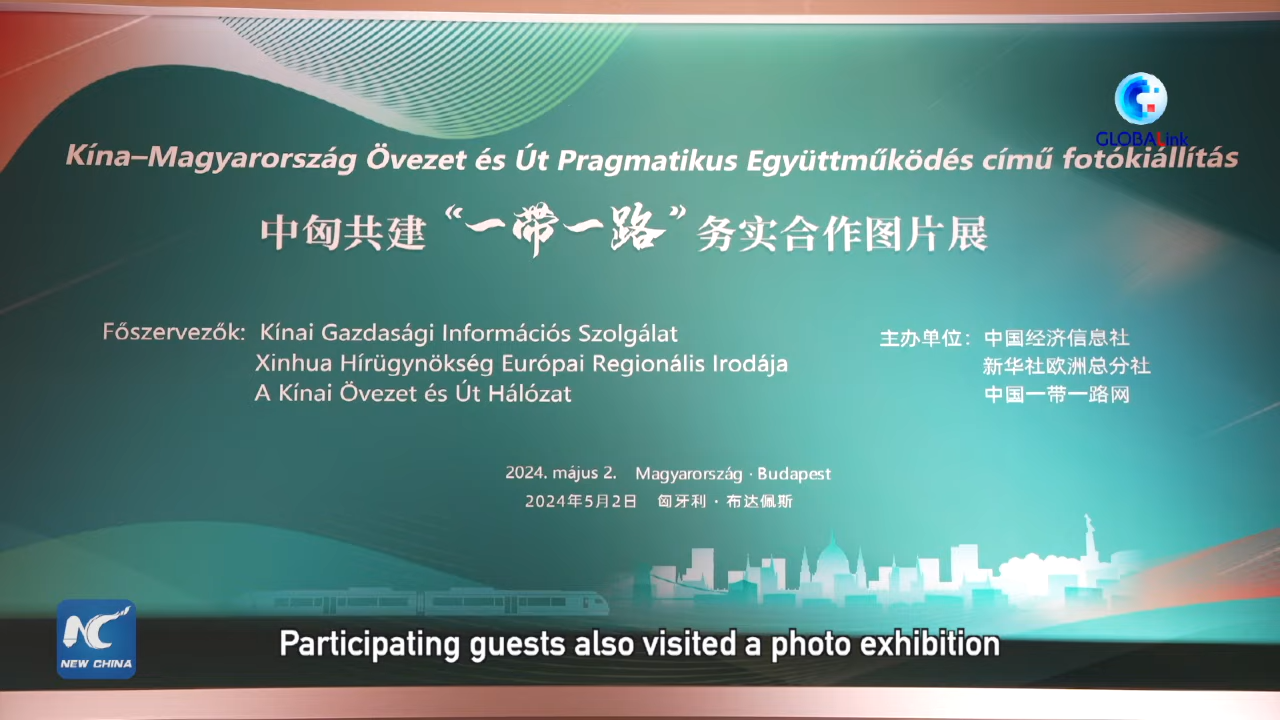 GLOBALink
Kína–Magyarország Övezet és Út Pragmatikus Együttműködés című fotókiállítás
中匈共建“一带一路”务实合作图片展
Főszervezők: Kínai Gazdasági Információs Szolgálat
Xinhua Hírügynökség Európai Regionális Irodája
A Kínai Övezet és Út Hálózat
主办单位：中国经济信息社
新华社欧洲总分社
中国一带一路网
2024. május 2. Magyarország · Budapest
2024年5月2日 匈牙利 · 布达佩斯
NC
NEW CHINA
Participating guests also visited a photo exhibition